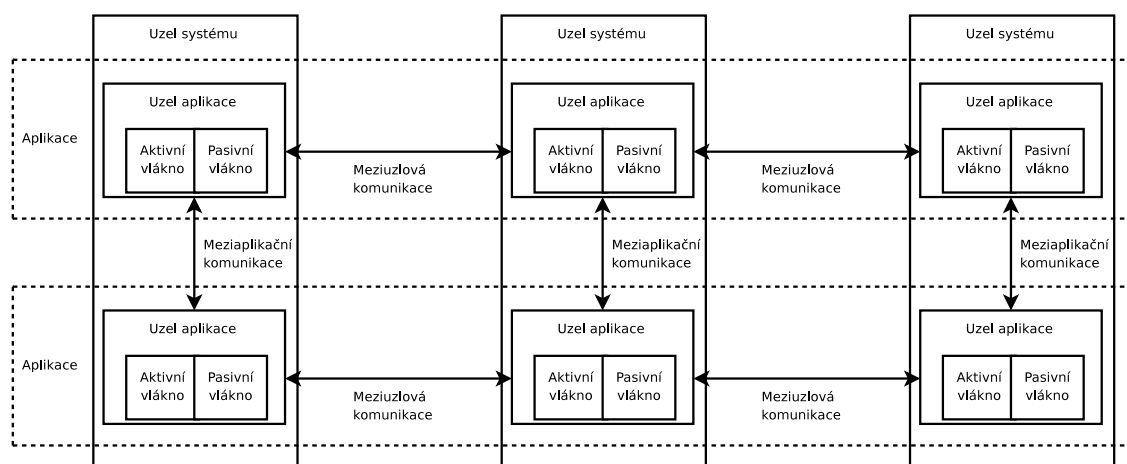 Uzel systému
Uzel systému
Uzel systému
Aplikace
Uzel aplikace
Aktivní
vlákno
Pasivní
vlákno
Meziuzlová
komunikace
Uzel aplikace
Aktivní
vlákno
Pasivní
vlákno
Meziuzlová
komunikace
Uzel aplikace
Aktivní
vlákno
Pasivní
vlákno
Meziaplikační
komunikace
Meziaplikační
komunikace
Meziaplikační
komunikace
Aplikace
Uzel aplikace
Aktivní
vlákno
Pasivní
vlákno
Meziuzlová
komunikace
Uzel aplikace
Aktivní
vlákno
Pasivní
vlákno
Meziuzlová
komunikace
Uzel aplikace
Aktivní
vlákno
Pasivní
vlákno